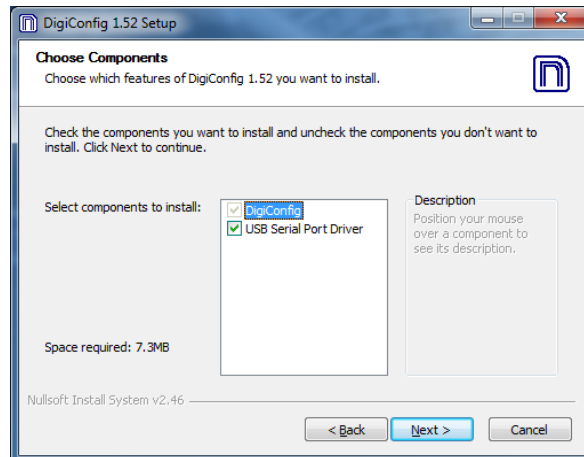 DigiConfig 1.52 Setup
Choose Components
Choose which features of DigiConfig 1.52 you want to install.
Check the components you want to install and uncheck the components you don't want to
install. Click Next to continue.
Select components to install:
DigiConfig
USB Serial Port Driver
Description
Position your mouse
over a component to
see its description.
Space required: 7.3MB
Nullsoft Install System v2.46
< Back
Next >
Cancel